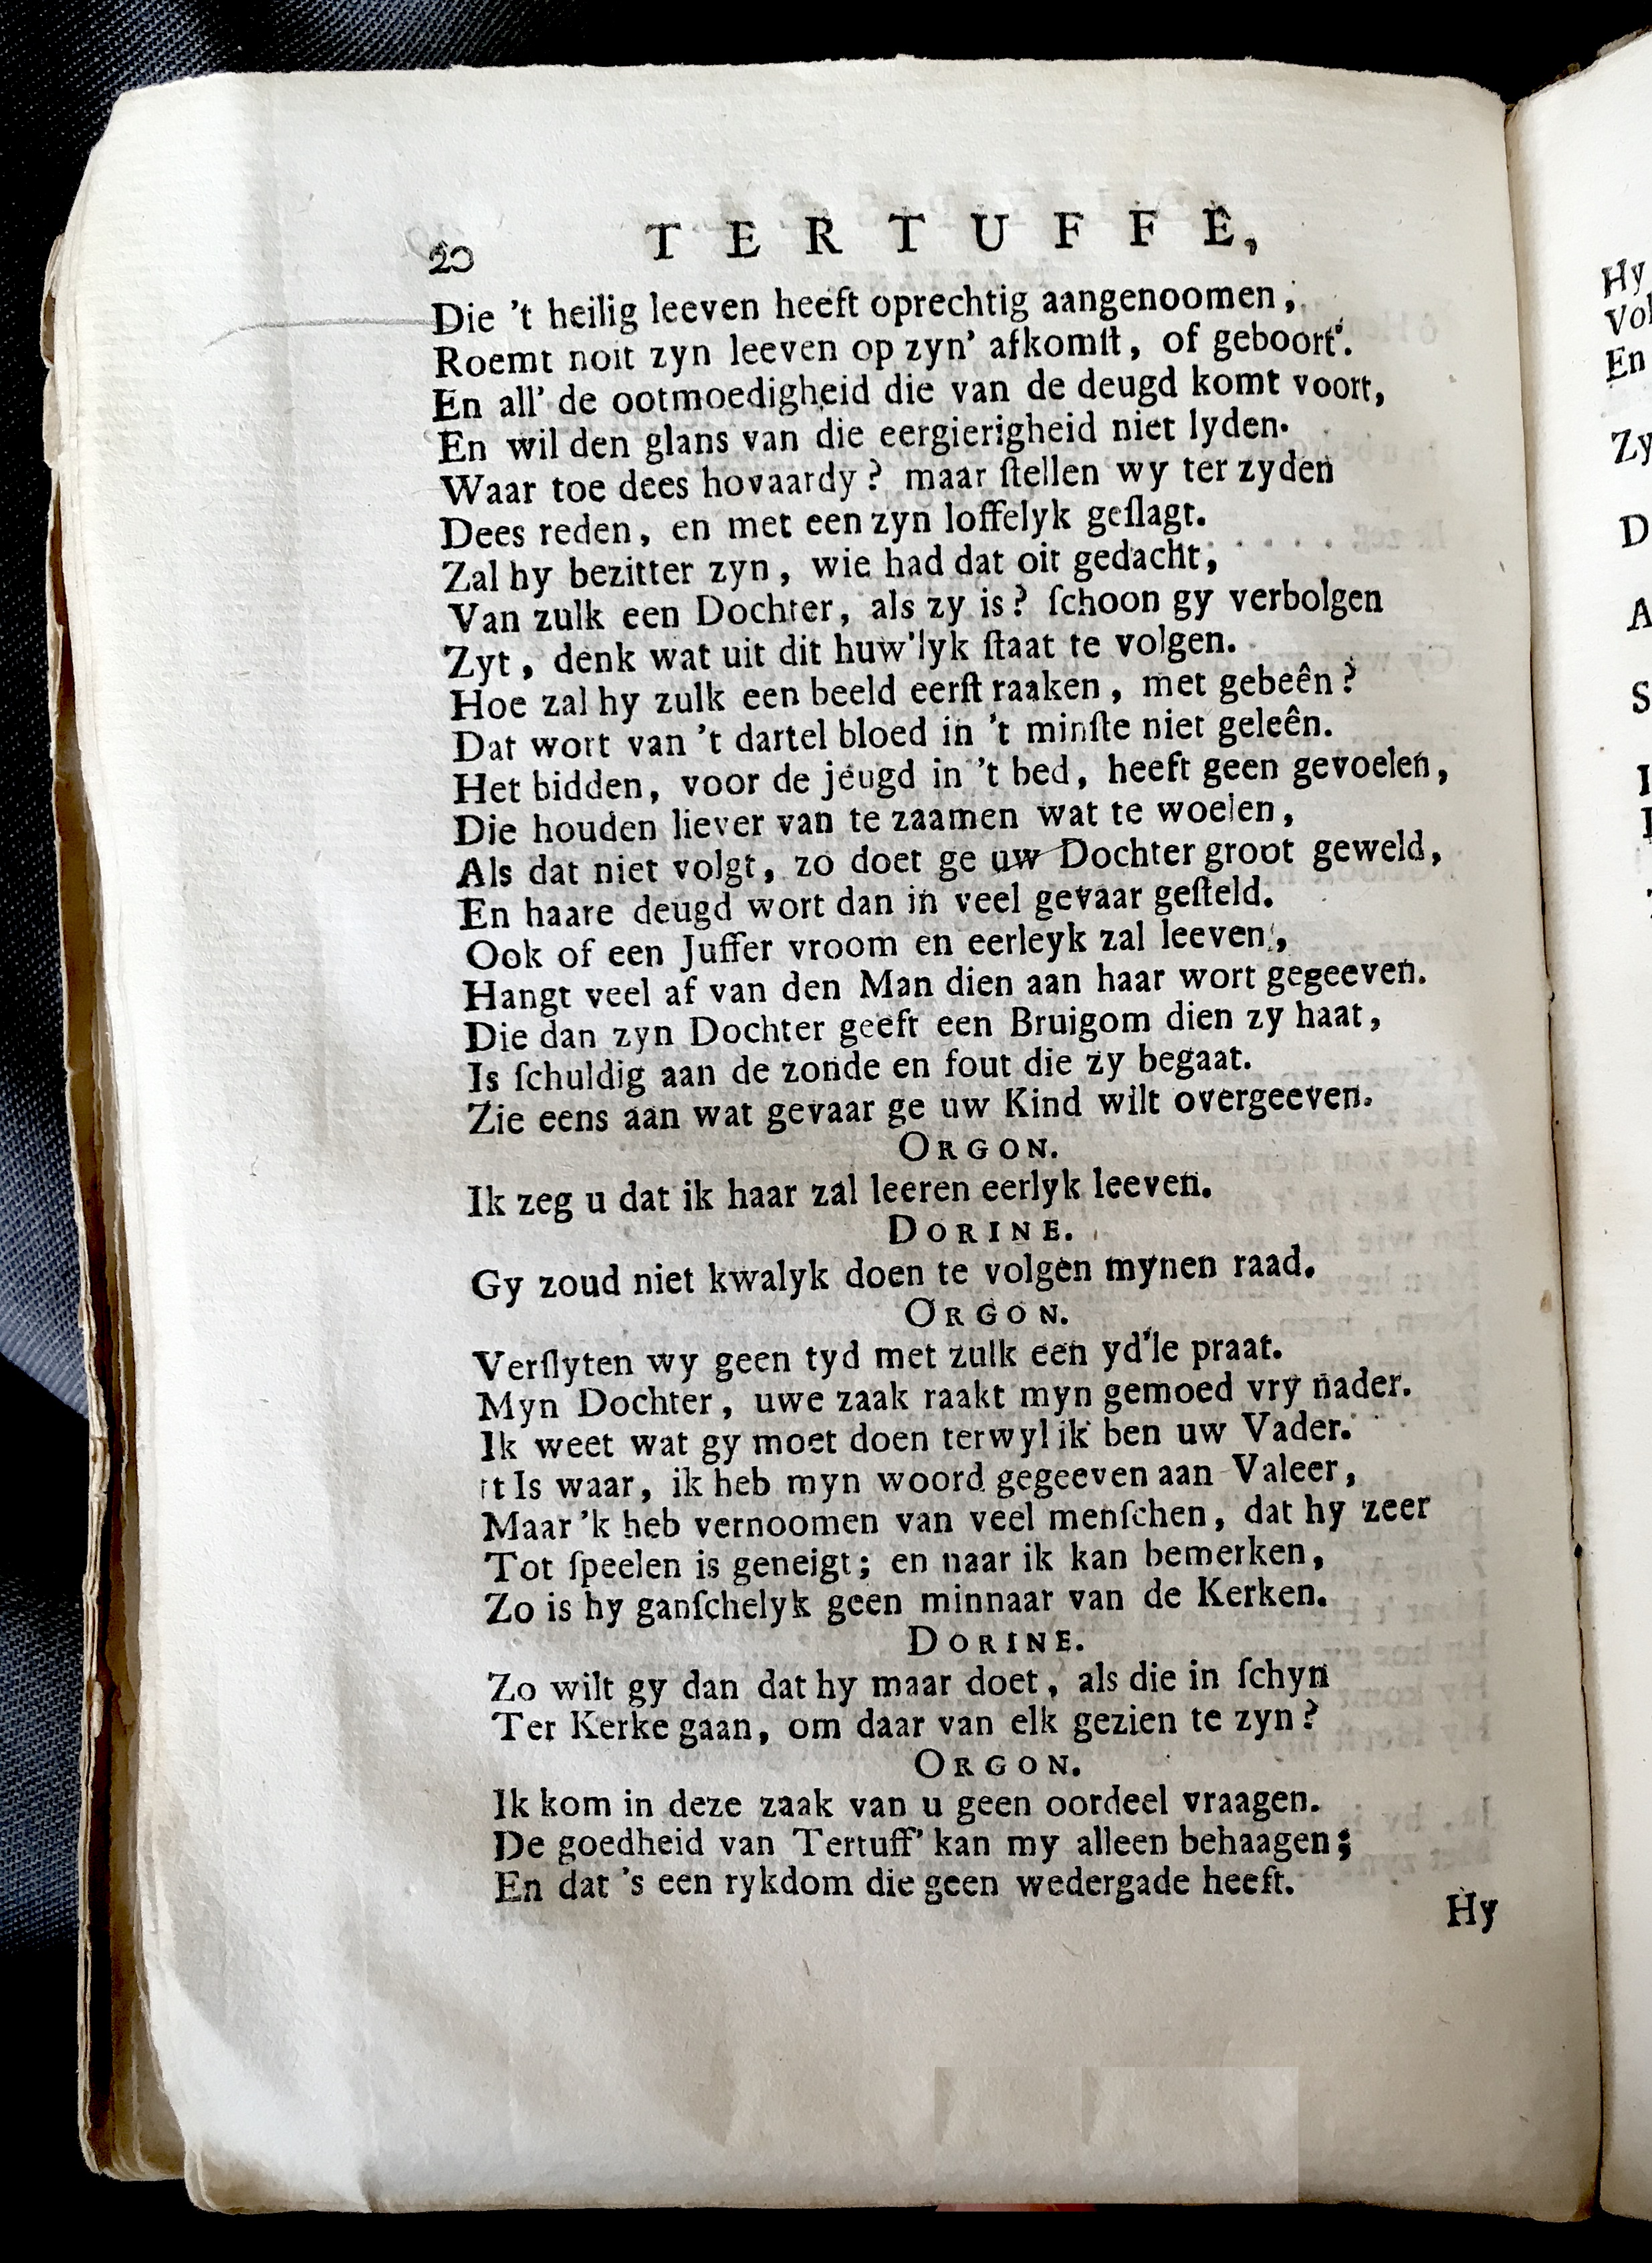 20 TERTUFFE,
Die 't heilig leeven heeft oprechtig aangenoomen,
Roemt noit zyn leeven op zyn' afkomſt, of geboort'.
En all' de ootmoedigheid die van de deugd komt voort,
En wil den glans van die eergierigheid niet lyden.
Waar toe dees hovaardy? maar ſtellen wy ter zyden
Dees reden, en met een zyn loffelyk geſlagt.
Zal hy bezitter zyn, wie had dat oit gedacht,
Van zulk een Dochter, als zy is? ſchoon gy verbolgen
Zyt, denk wat uit dit huw'lyk ſtaat te volgen.
Hoe zal hy zulk een beeld eerſt raaken, met gebeên?
Dat wort van 't dartel bloed in 't minſte niet geleên.
Het bidden, voor de jeugd in 't bed, heeft geen gevoelen,
Die houden liever van te zaamen wat te woelen,
Als dat niet volgt, zo doet ge uw Dochter groot geweld,
En haare deugd wort dan in veel gevaar geſteld.
Ook of een Juffer vroom en eerleyk zal leeven,
Hangt veel af van den Man dien aan haar wort gegeeven.
Die dan zyn Dochter geeft een Bruigom dien zy haat,
Is ſchuldig aan de zonde en fout die zy begaat.
Zie eens aan wat gevaar ge uw Kind wilt overgeeven.
ORGON.
Ik zeg u dat ik haar zal leeren eerlyk leeven.
DORINE.
Gy zoud niet kwalyk doen te volgen mynen raad.
ORGON.
Verſlyten wy geen tyd met zulk een yd'le praat.
Myn Dochter, uwe zaak raakt myn gemoed vry nader.
Ik weet wat gy moet doen terwyl ik ben uw Vader.
't Is waar, ik heb myn woord gegeeven aan Valeer,
Maar 'k heb vernoomen van veel menſchen, dat hy zeer
Tot ſpeelen is geneigt; en naar ik kan bemerken,
Zo is hy ganſchelyk geen minnaar van de Kerken.
DORINE.
Zo wilt gy dan dat hy maar doet, als die in ſchyn
Ter Kerke gaan, om daar van elk gezien te zyn?
ORGON.
Ik kom in deze zaak van u geen oordeel vraagen.
De goedheid van Tertuff' kan my alleen behaagen;
En dat 's een rykdom die geen wedergade heeft.
Hy
Hy
En
Zy
D
A
S